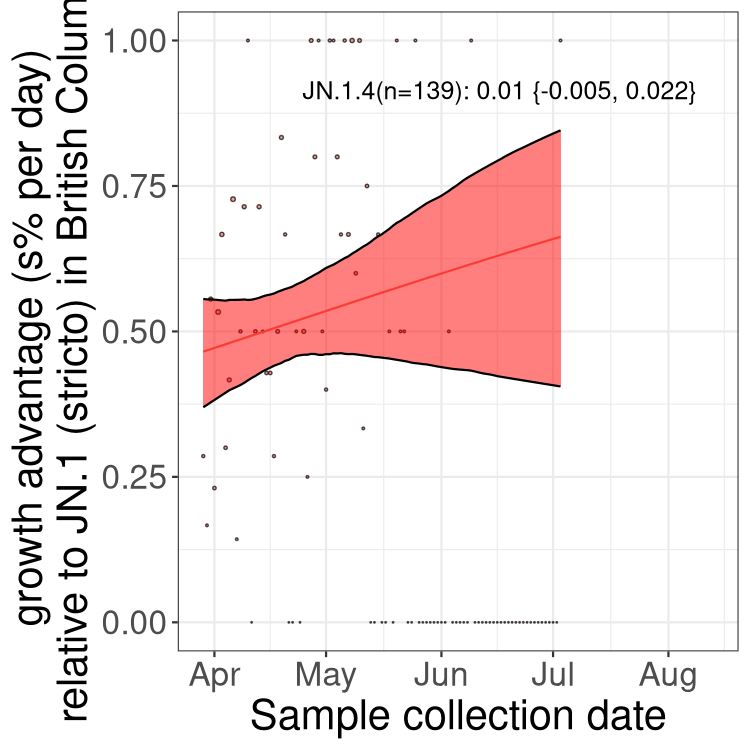 growth advantage (s% per day)
relative to JN.1 (stricto) in British Colum
1.00
0.75
0.50
0.25
0.00
JN.1.4(n=139): 0.01 {-0.005, 0.022}
Apr May Jun Jul Aug
Sample collection date